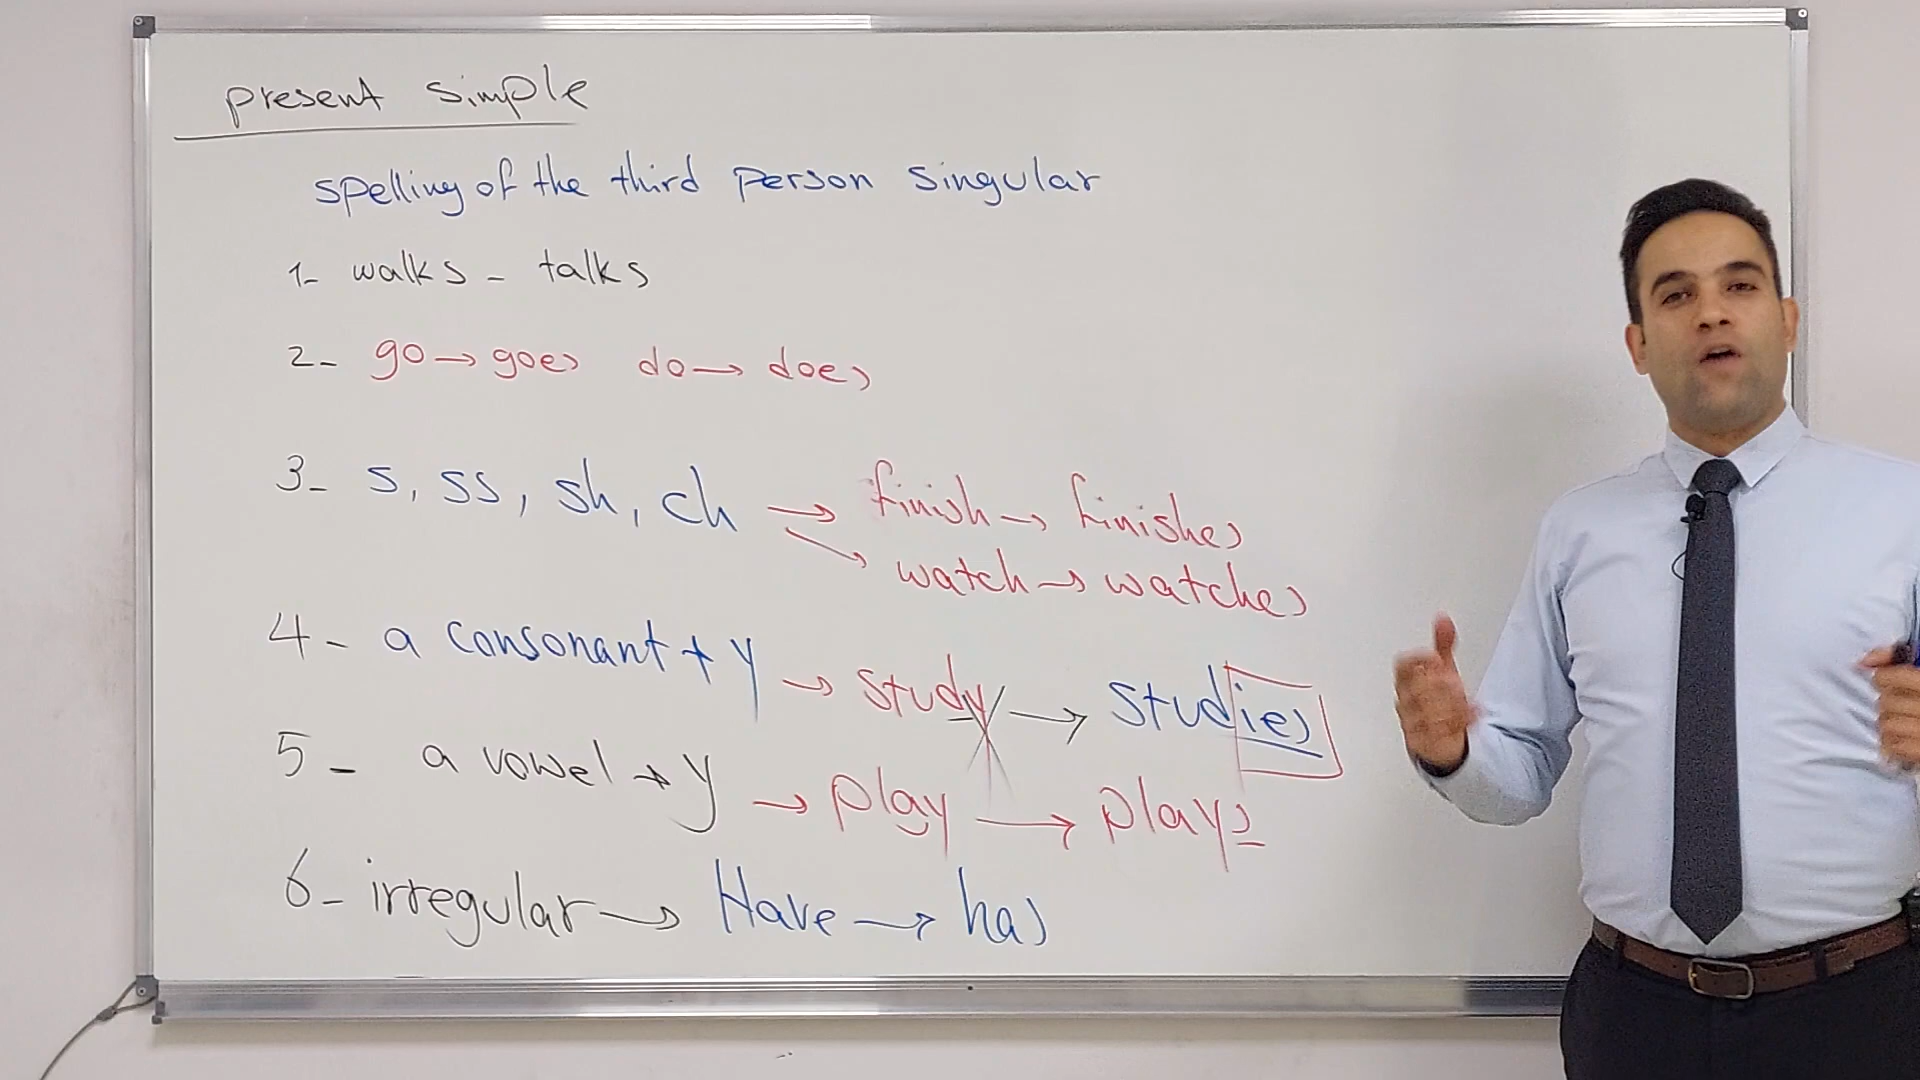 present simple
spelling of the third person singular
1- walks - talks
2- go → goes do → does
3- s, ss, sh, ch → finish → finishes
→ watch → watches
4- a consonant + y → study → studies
5- a vowel + y → play → plays
6- irregular → Have → has